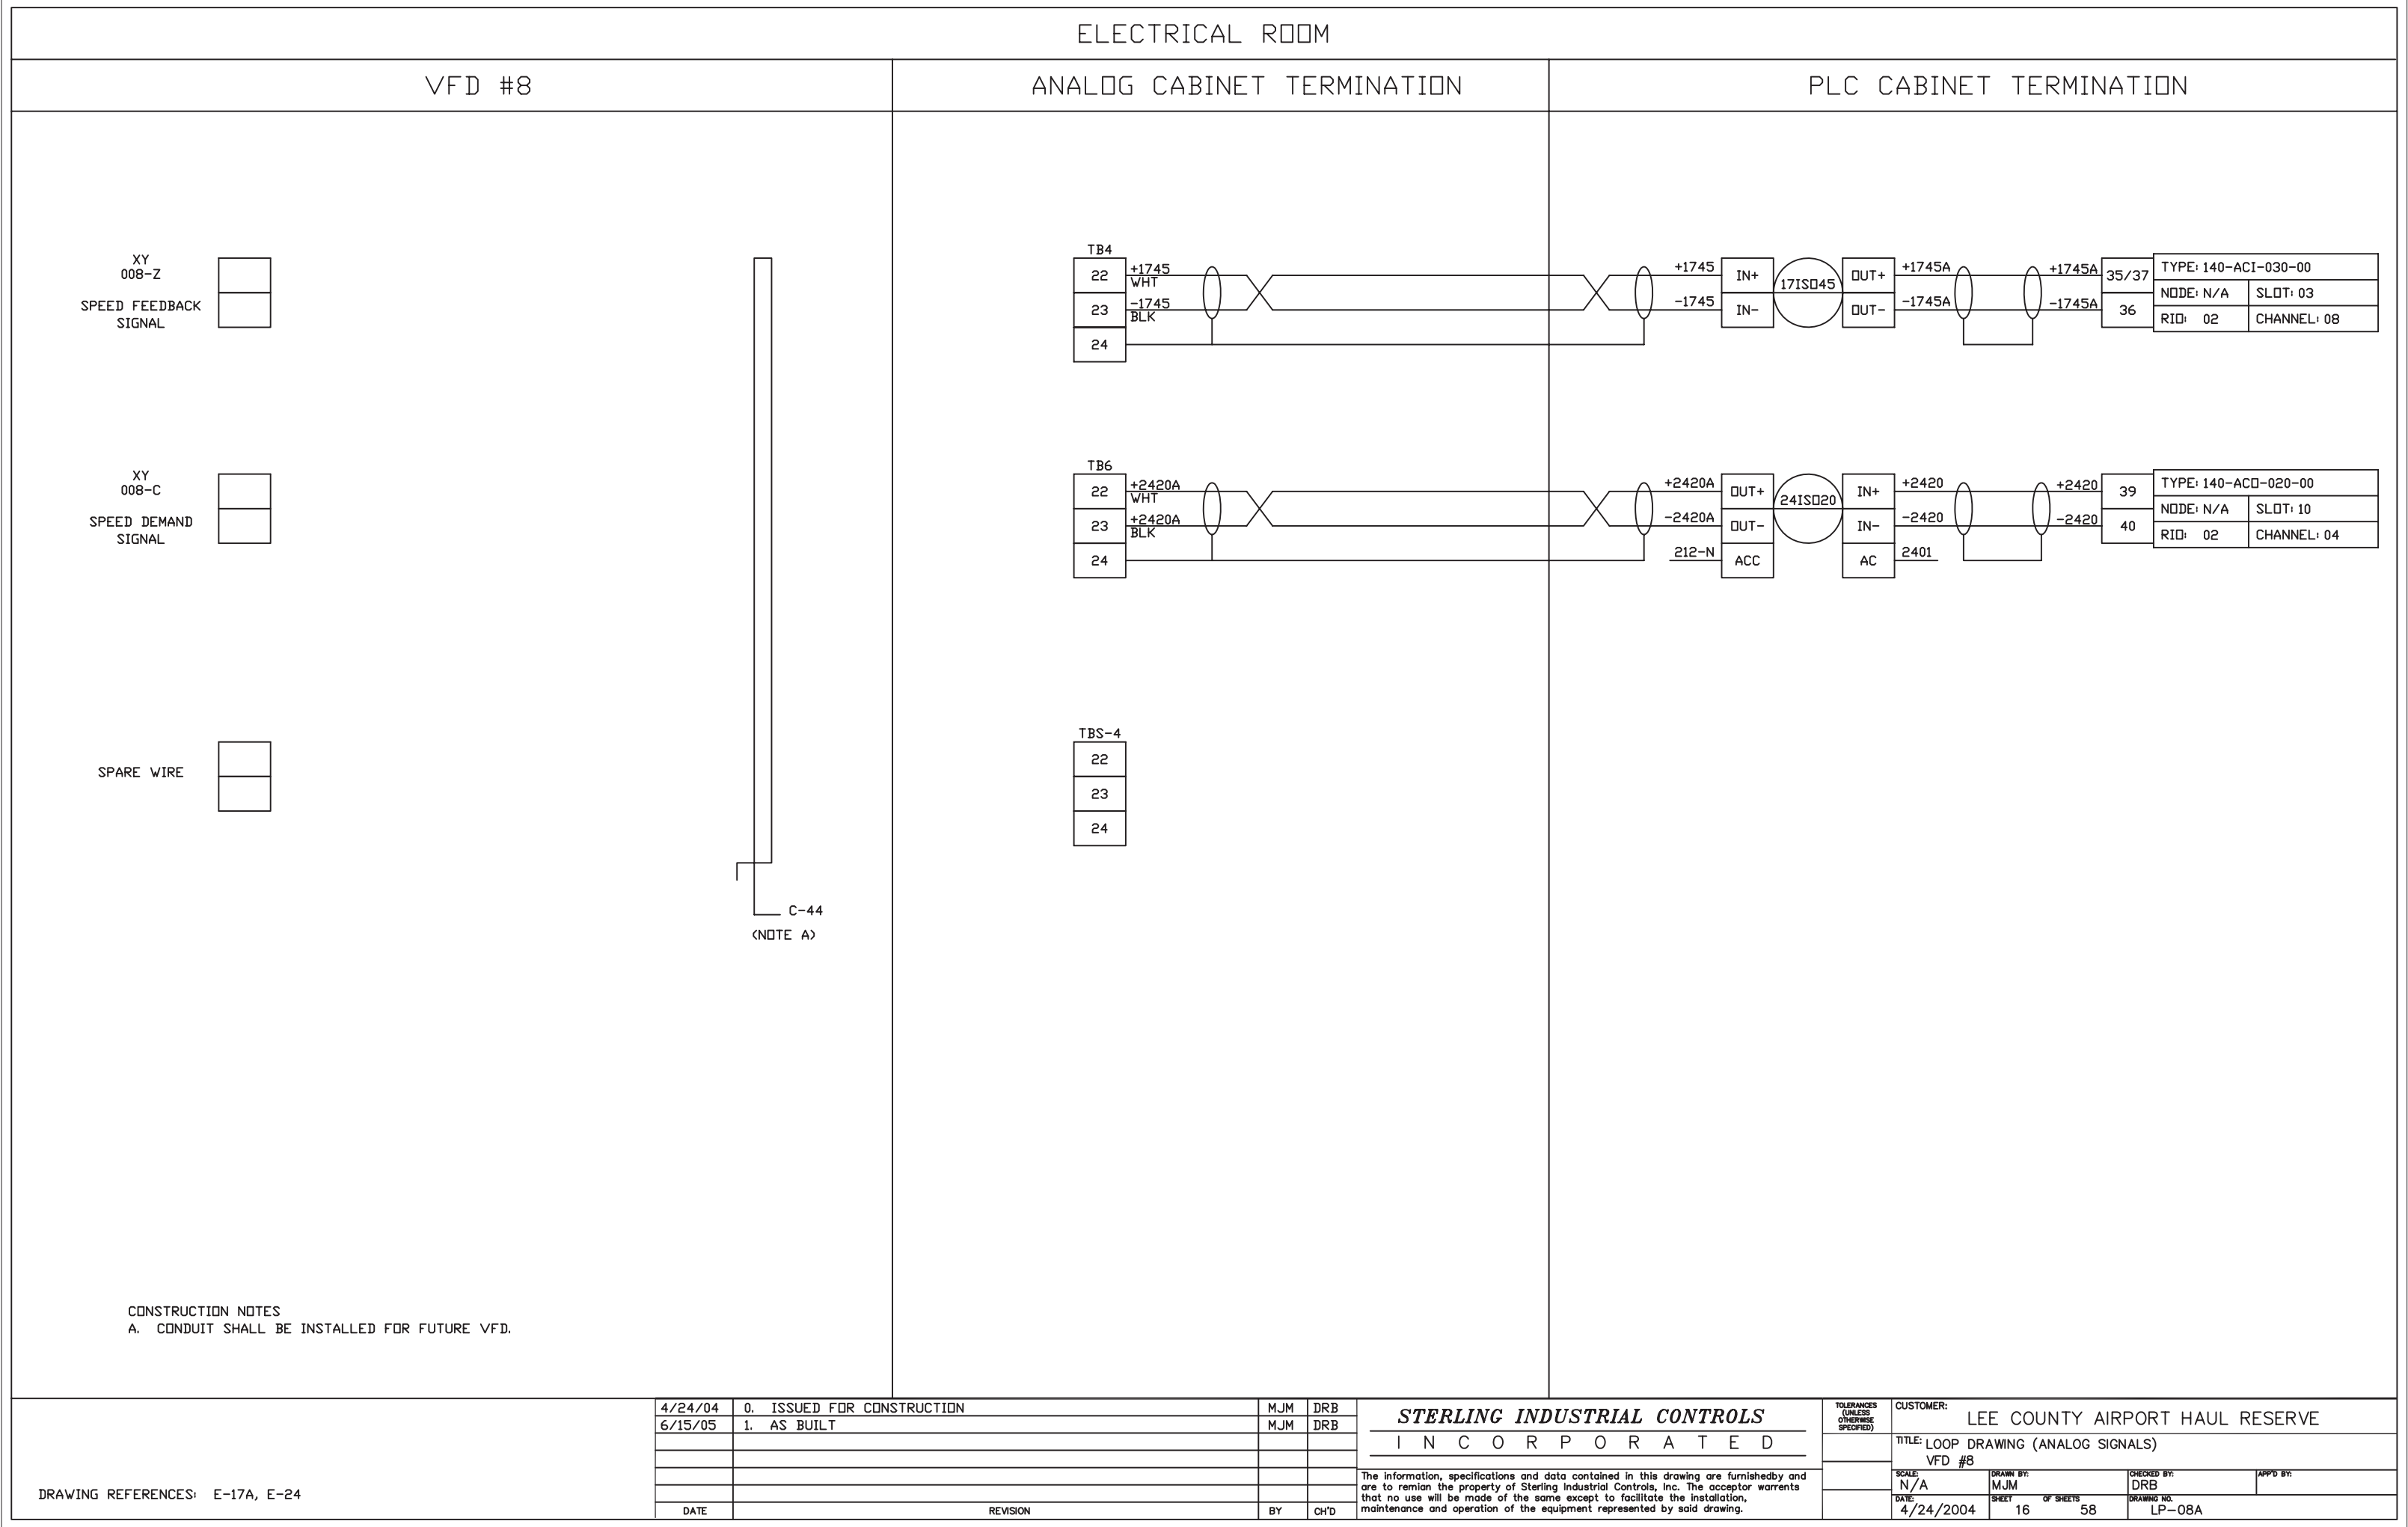 ELECTRICAL ROOM
VFD #8
ANALOG CABINET TERMINATION
PLC CABINET TERMINATION
XY
008-Z
SPEED FEEDBACK
SIGNAL
TB4
22
+1745
WHT
23
-1745
BLK
24
+1745
-1745
IN+
IN-
17ISO45
OUT+
OUT-
+1745A
-1745A
+1745A
-1745A
35/37
36
TYPE: 140-ACI-030-00
NODE: N/A
SLOT: 03
RIO: 02
CHANNEL: 08
XY
008-C
SPEED DEMAND
SIGNAL
TB6
22
+2420A
WHT
23
+2420A
BLK
24
+2420A
-2420A
212-N
OUT+
OUT-
ACC
24ISO20
IN+
IN-
AC
+2420
-2420
2401
+2420
-2420
39
40
TYPE: 140-ACO-020-00
NODE: N/A
SLOT: 10
RIO: 02
CHANNEL: 04
SPARE WIRE
TBS-4
22
23
24
C-44
(NOTE A)
CONSTRUCTION NOTES
A. CONDUIT SHALL BE INSTALLED FOR FUTURE VFD.
DRAWING REFERENCES: E-17A, E-24
4/24/04 0. ISSUED FOR CONSTRUCTION MJM DRB
6/15/05 1. AS BUILT MJM DRB
DATE REVISION BY CH'D
STERLING INDUSTRIAL CONTROLS
INCORPORATED
The information, specifications and data contained in this drawing are furnishedby and
are to remian the property of Sterling Industrial Controls, Inc. The acceptor warrents
that no use will be made of the same except to facilitate the installation,
maintenance and operation of the equipment represented by said drawing.
TOLERANCES
(UNLESS
OTHERWISE
SPECIFIED)
CUSTOMER:
LEE COUNTY AIRPORT HAUL RESERVE
TITLE: LOOP DRAWING (ANALOG SIGNALS)
VFD #8
SCALE: N/A
DRAWN BY: MJM
CHECKED BY: DRB
APP'D BY:
DATE: 4/24/2004
SHEET 16 OF SHEETS 58
DRAWING NO. LP-08A